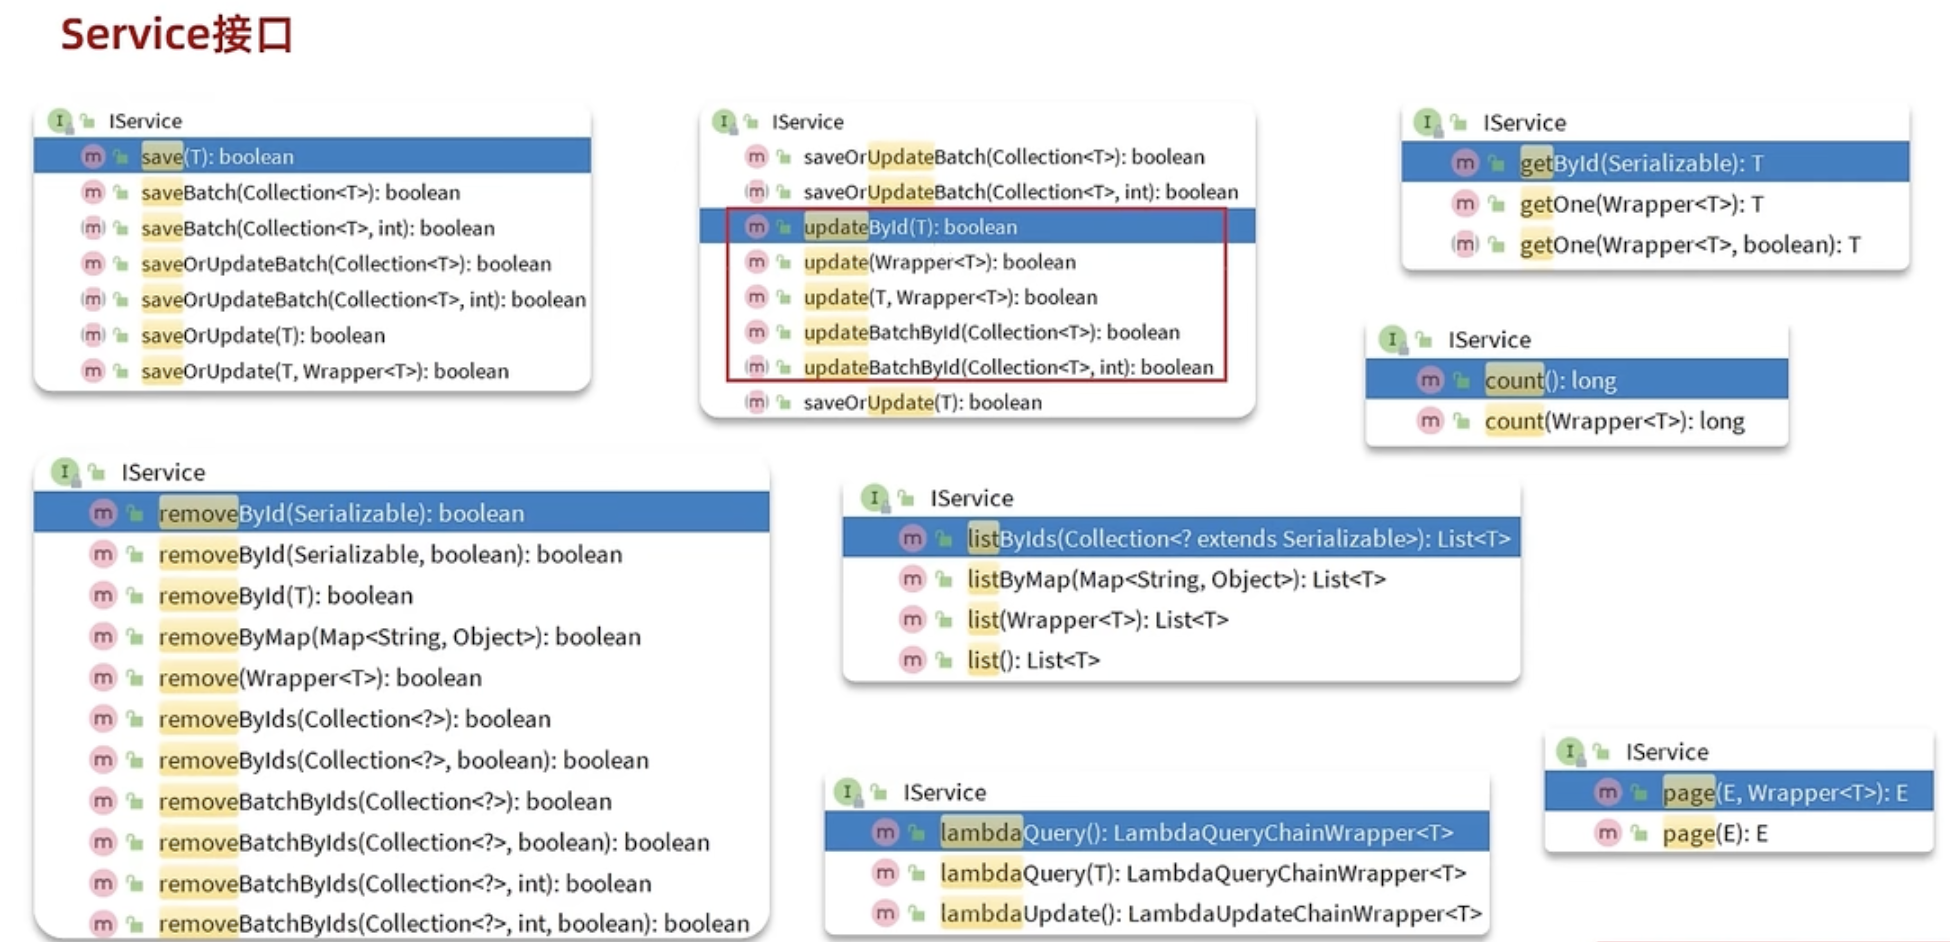 Service接口
IService
save(T): boolean
saveBatch(Collection<T>): boolean
saveBatch(Collection<T>, int): boolean
saveOrUpdateBatch(Collection<T>): boolean
saveOrUpdateBatch(Collection<T>, int): boolean
saveOrUpdate(T): boolean
saveOrUpdate(T, Wrapper<T>): boolean
IService
saveOrUpdateBatch(Collection<T>): boolean
saveOrUpdateBatch(Collection<T>, int): boolean
updateById(T): boolean
update(Wrapper<T>): boolean
update(T, Wrapper<T>): boolean
updateBatchById(Collection<T>): boolean
updateBatchById(Collection<T>, int): boolean
saveOrUpdate(T): boolean
IService
getById(Serializable): T
getOne(Wrapper<T>): T
getOne(Wrapper<T>, boolean): T
IService
count(): long
count(Wrapper<T>): long
IService
removeById(Serializable): boolean
removeById(Serializable, boolean): boolean
removeById(T): boolean
removeByMap(Map<String, Object>): boolean
remove(Wrapper<T>): boolean
removeByIds(Collection<?>): boolean
removeByIds(Collection<?>, boolean): boolean
removeBatchByIds(Collection<?>): boolean
removeBatchByIds(Collection<?>, boolean): boolean
removeBatchByIds(Collection<?>, int): boolean
removeBatchByIds(Collection<?>, int, boolean): boolean
IService
listByIds(Collection<? extends Serializable>): List<T>
listByMap(Map<String, Object>): List<T>
list(Wrapper<T>): List<T>
list(): List<T>
IService
lambdaQuery(): LambdaQueryChainWrapper<T>
lambdaQuery(T): LambdaQueryChainWrapper<T>
lambdaUpdate(): LambdaUpdateChainWrapper<T>
IService
page(E, Wrapper<T>): E
page(E): E